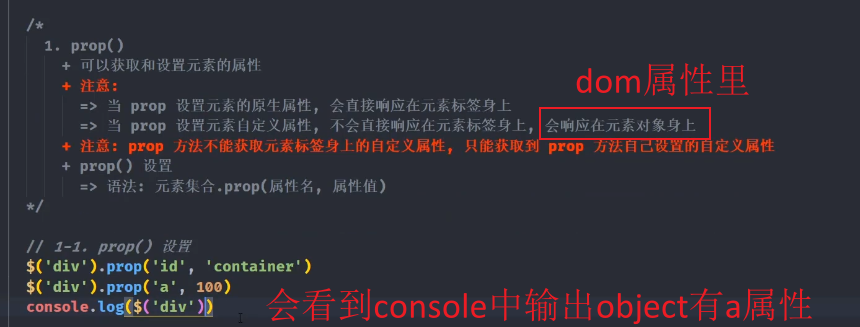 /*
1. prop()
+ 可以获取和设置元素的属性
+ 注意:
=> 当 prop 设置元素的原生属性, 会直接响应在元素标签身上
=> 当 prop 设置元素自定义属性, 不会直接响应在元素标签身上, 会响应在元素对象身上
dom属性里
+ 注意: prop 方法不能获取元素标签身上的自定义属性, 只能获取到 prop 方法自己设置的自定义属性
+ prop() 设置
=> 语法: 元素集合.prop(属性名, 属性值)
*/
// 1-1. prop() 设置
$('div').prop('id', 'container')
$('div').prop('a', 100)
console.log($('div'))
会看到console中输出object有a属性